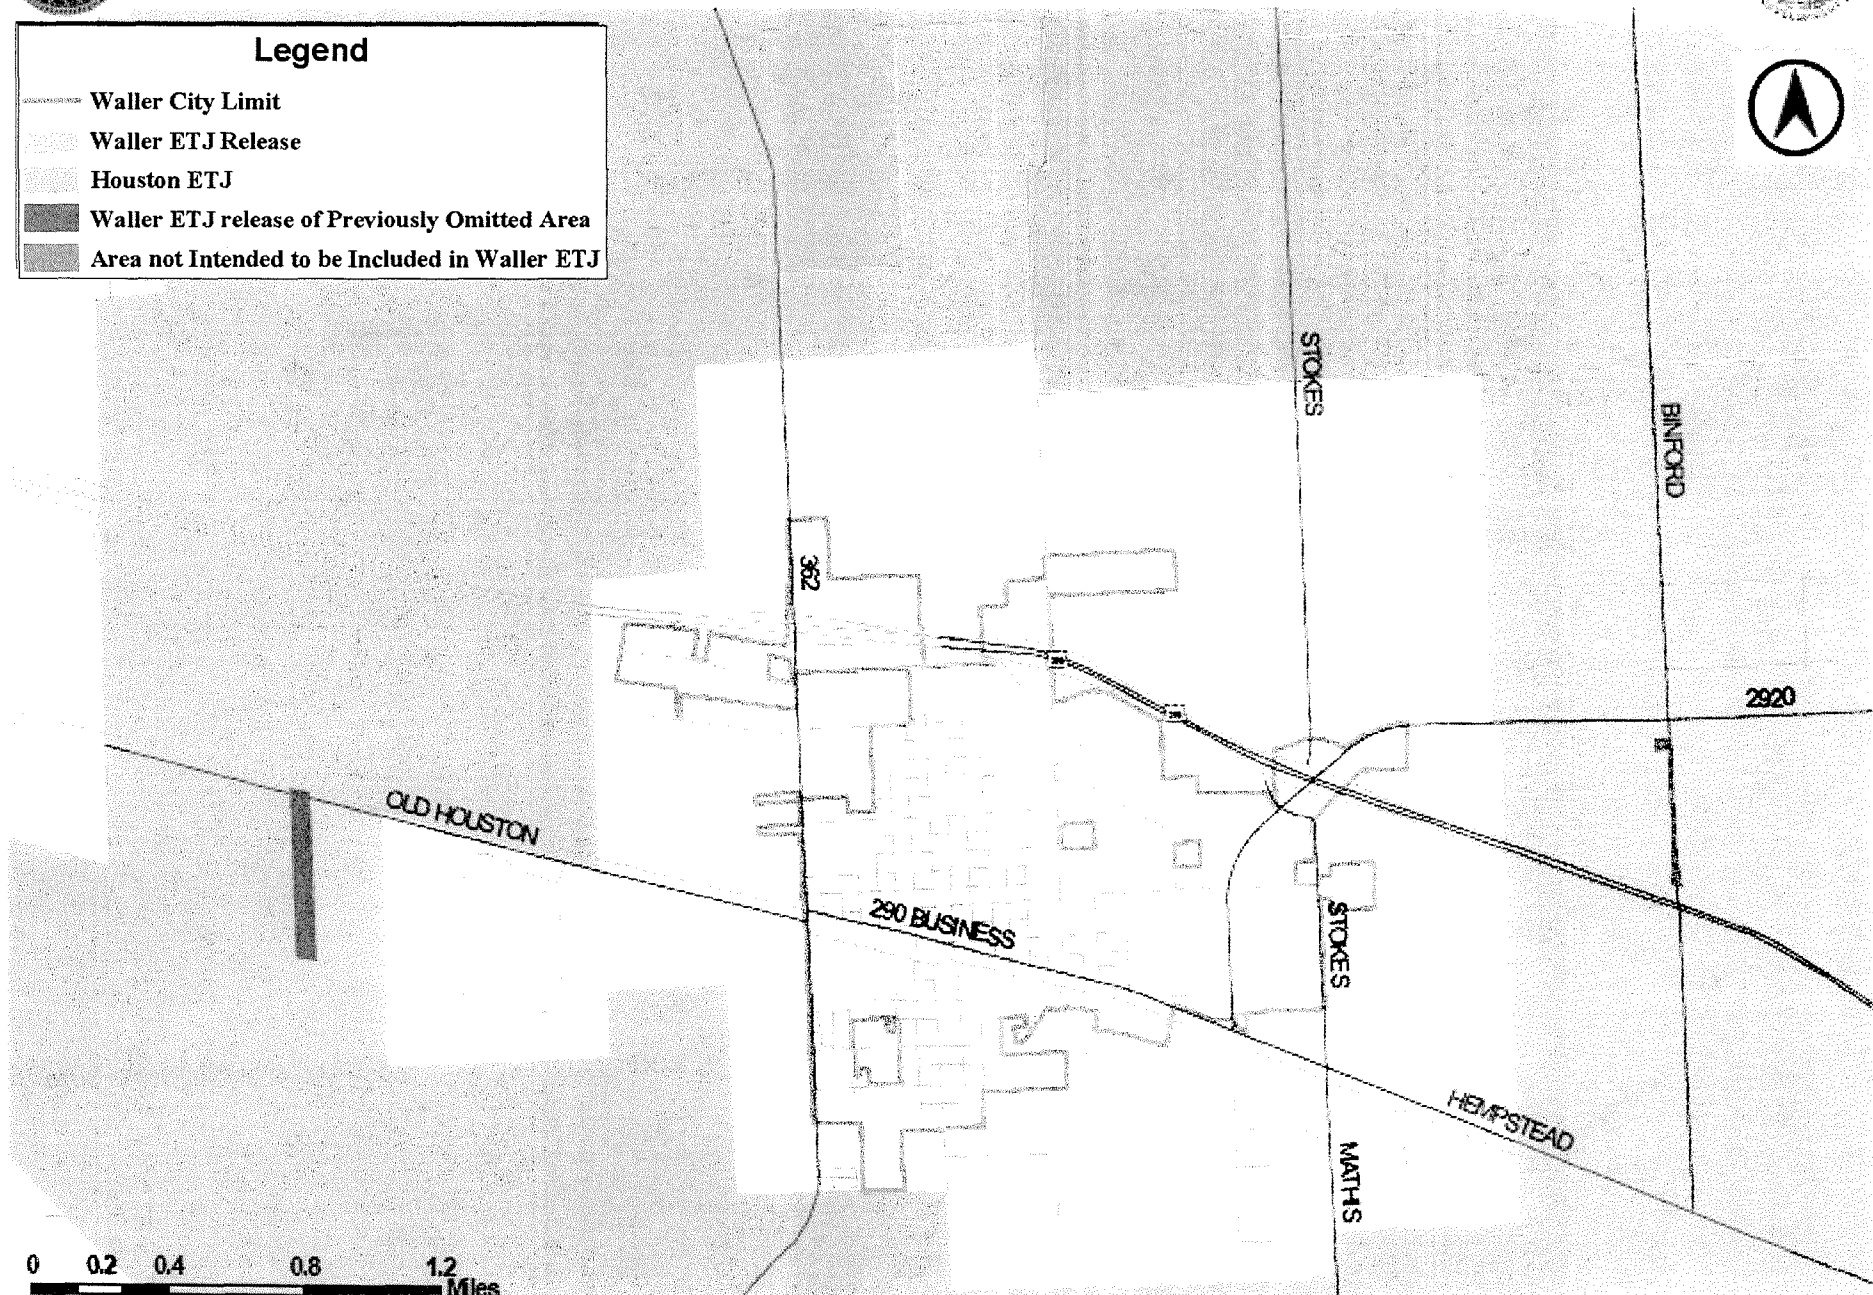 Legend
Waller City Limit
Waller ETJ Release
Houston ETJ
Waller ETJ release of Previously Omitted Area
Area not Intended to be Included in Waller ETJ
STOKES
BINFORD
362
2920
OLD HOUSTON
290 BUSINESS
STOKES
HEMPSTEAD
MATHIS
0 0.2 0.4 0.8 1.2
Miles